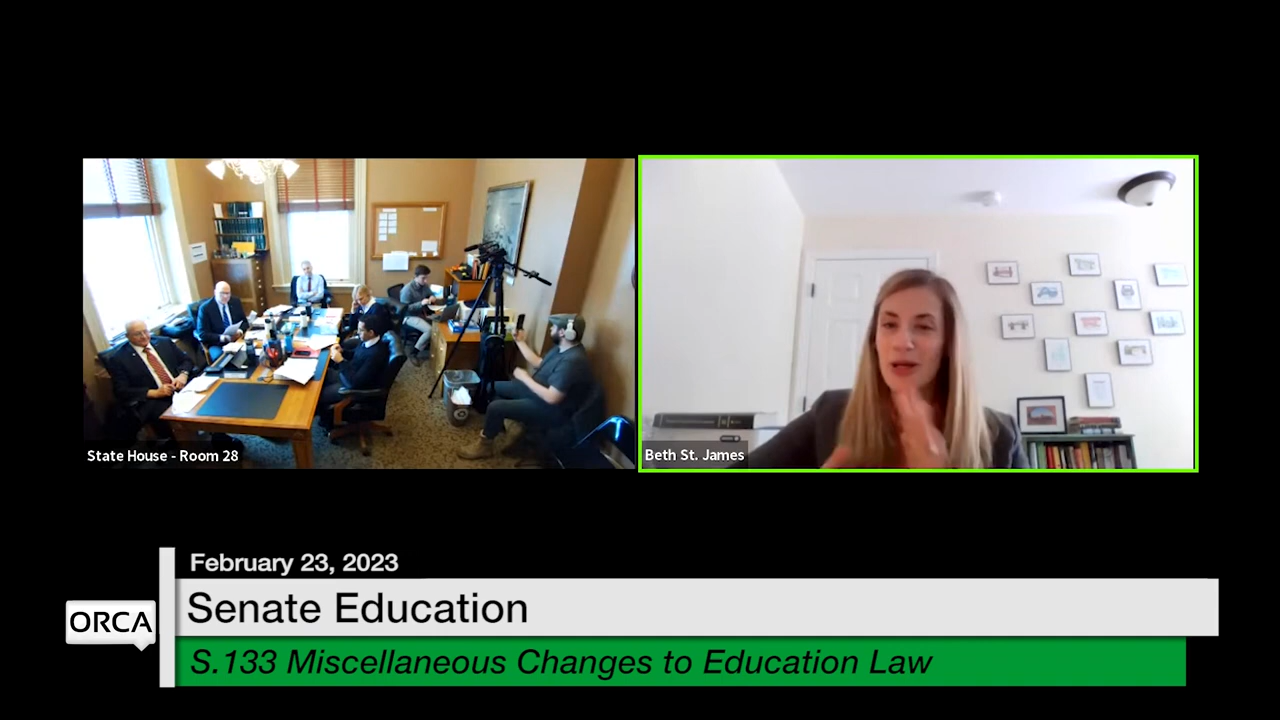 State House - Room 28
Beth St. James
February 23, 2023
Senate Education
ORCA
S.133 Miscellaneous Changes to Education Law